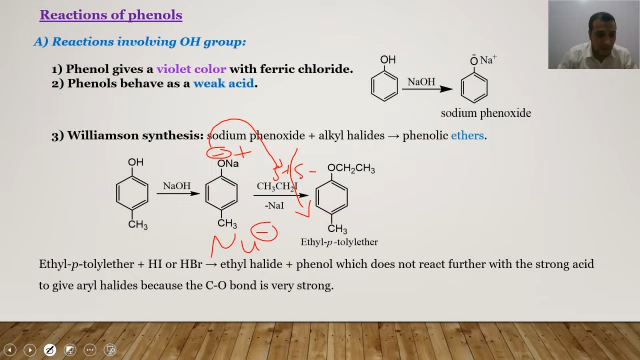 Reactions of phenols
A) Reactions involving OH group:
1) Phenol gives a violet color with ferric chloride.
2) Phenols behave as a weak acid.
OH
NaOH
O⁻ Na⁺
sodium phenoxide
3) Williamson synthesis: sodium phenoxide + alkyl halides → phenolic ethers.
OH
CH₃
NaOH
ONa
CH₃
CH₃CH₂I
-NaI
OCH₂CH₃
CH₃
Ethyl-p-tolylether
- +
δ+ δ-
Nu⁻
Ethyl-p-tolylether + HI or HBr → ethyl halide + phenol which does not react further with the strong acid
to give aryl halides because the C-O bond is very strong.